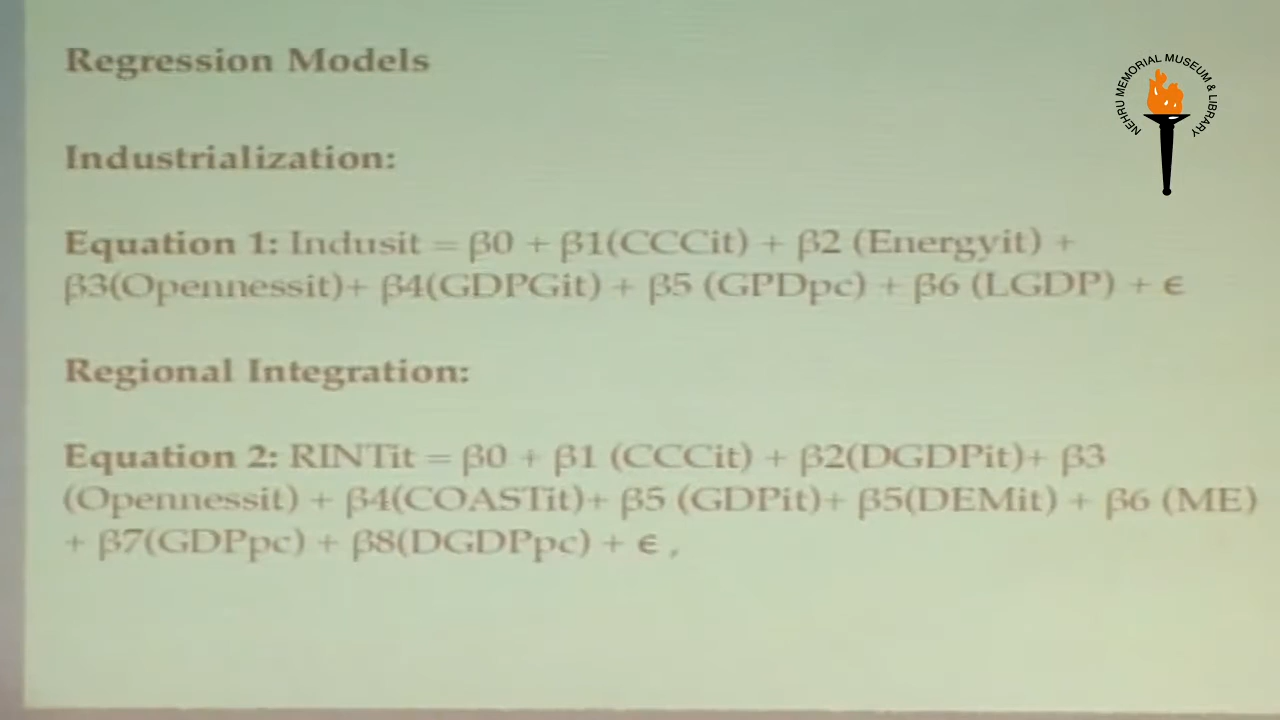 Regression Models
NEHRU MEMORIAL MUSEUM & LIBRARY
Industrialization:
Equation 1: Indusit = β0 + β1(CCCit) + β2 (Energyit) +
β3(Opennessit)+ β4(GDPGit) + β5 (GPDpc) + β6 (LGDP) + ϵ
Regional Integration:
Equation 2: RINTit = β0 + β1 (CCCit) + β2(DGDPit)+ β3
(Opennessit) + β4(COASTit)+ β5 (GDPit)+ β5(DEMit) + β6 (ME)
+ β7(GDPpc) + β8(DGDPpc) + ϵ ,